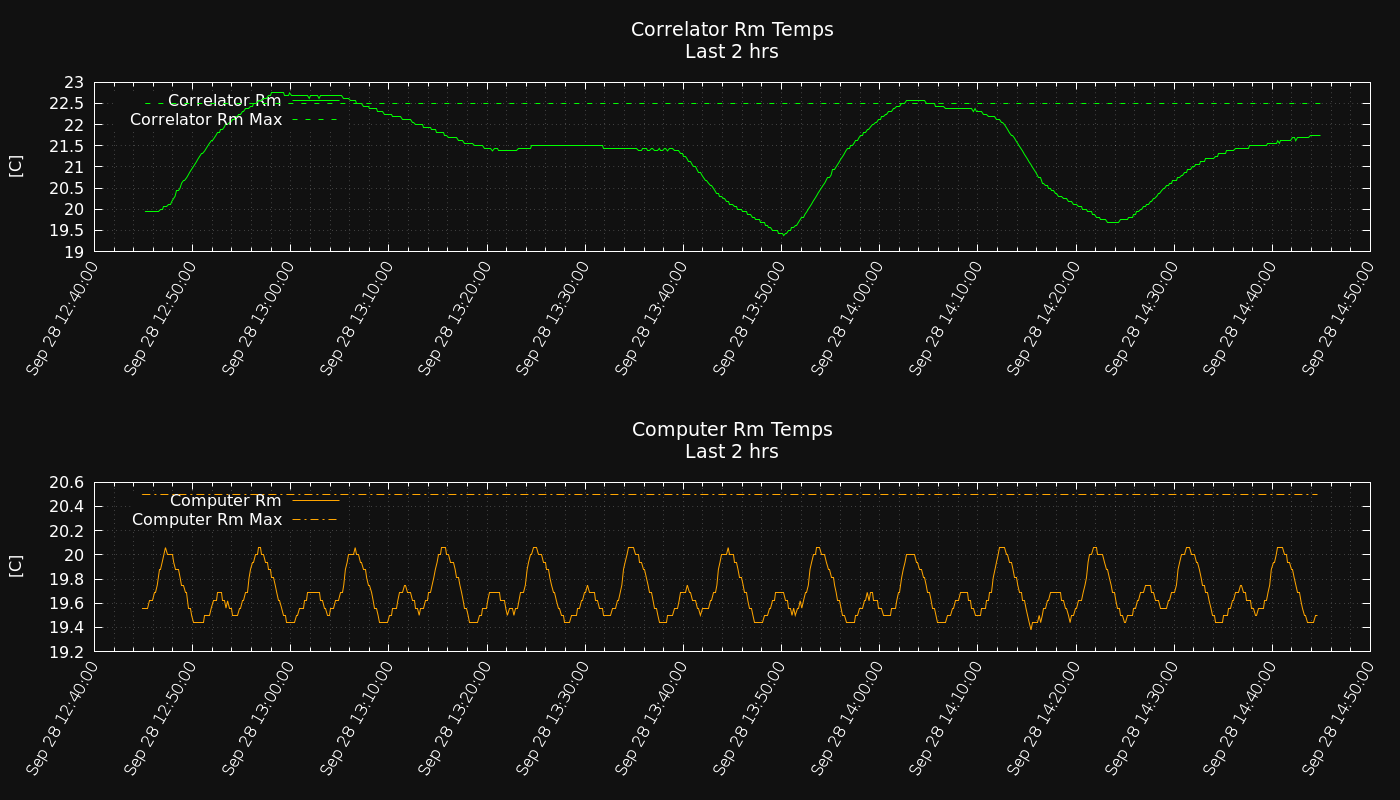 Correlator Rm Temps
Last 2 hrs
[C]
23
22.5
22
21.5
21
20.5
20
19.5
19
Correlator Rm
Correlator Rm Max
Sep 28 12:40:00
Sep 28 12:50:00
Sep 28 13:00:00
Sep 28 13:10:00
Sep 28 13:20:00
Sep 28 13:30:00
Sep 28 13:40:00
Sep 28 13:50:00
Sep 28 14:00:00
Sep 28 14:10:00
Sep 28 14:20:00
Sep 28 14:30:00
Sep 28 14:40:00
Sep 28 14:50:00
Computer Rm Temps
Last 2 hrs
[C]
20.6
20.4
20.2
20
19.8
19.6
19.4
19.2
Computer Rm
Computer Rm Max
Sep 28 12:40:00
Sep 28 12:50:00
Sep 28 13:00:00
Sep 28 13:10:00
Sep 28 13:20:00
Sep 28 13:30:00
Sep 28 13:40:00
Sep 28 13:50:00
Sep 28 14:00:00
Sep 28 14:10:00
Sep 28 14:20:00
Sep 28 14:30:00
Sep 28 14:40:00
Sep 28 14:50:00